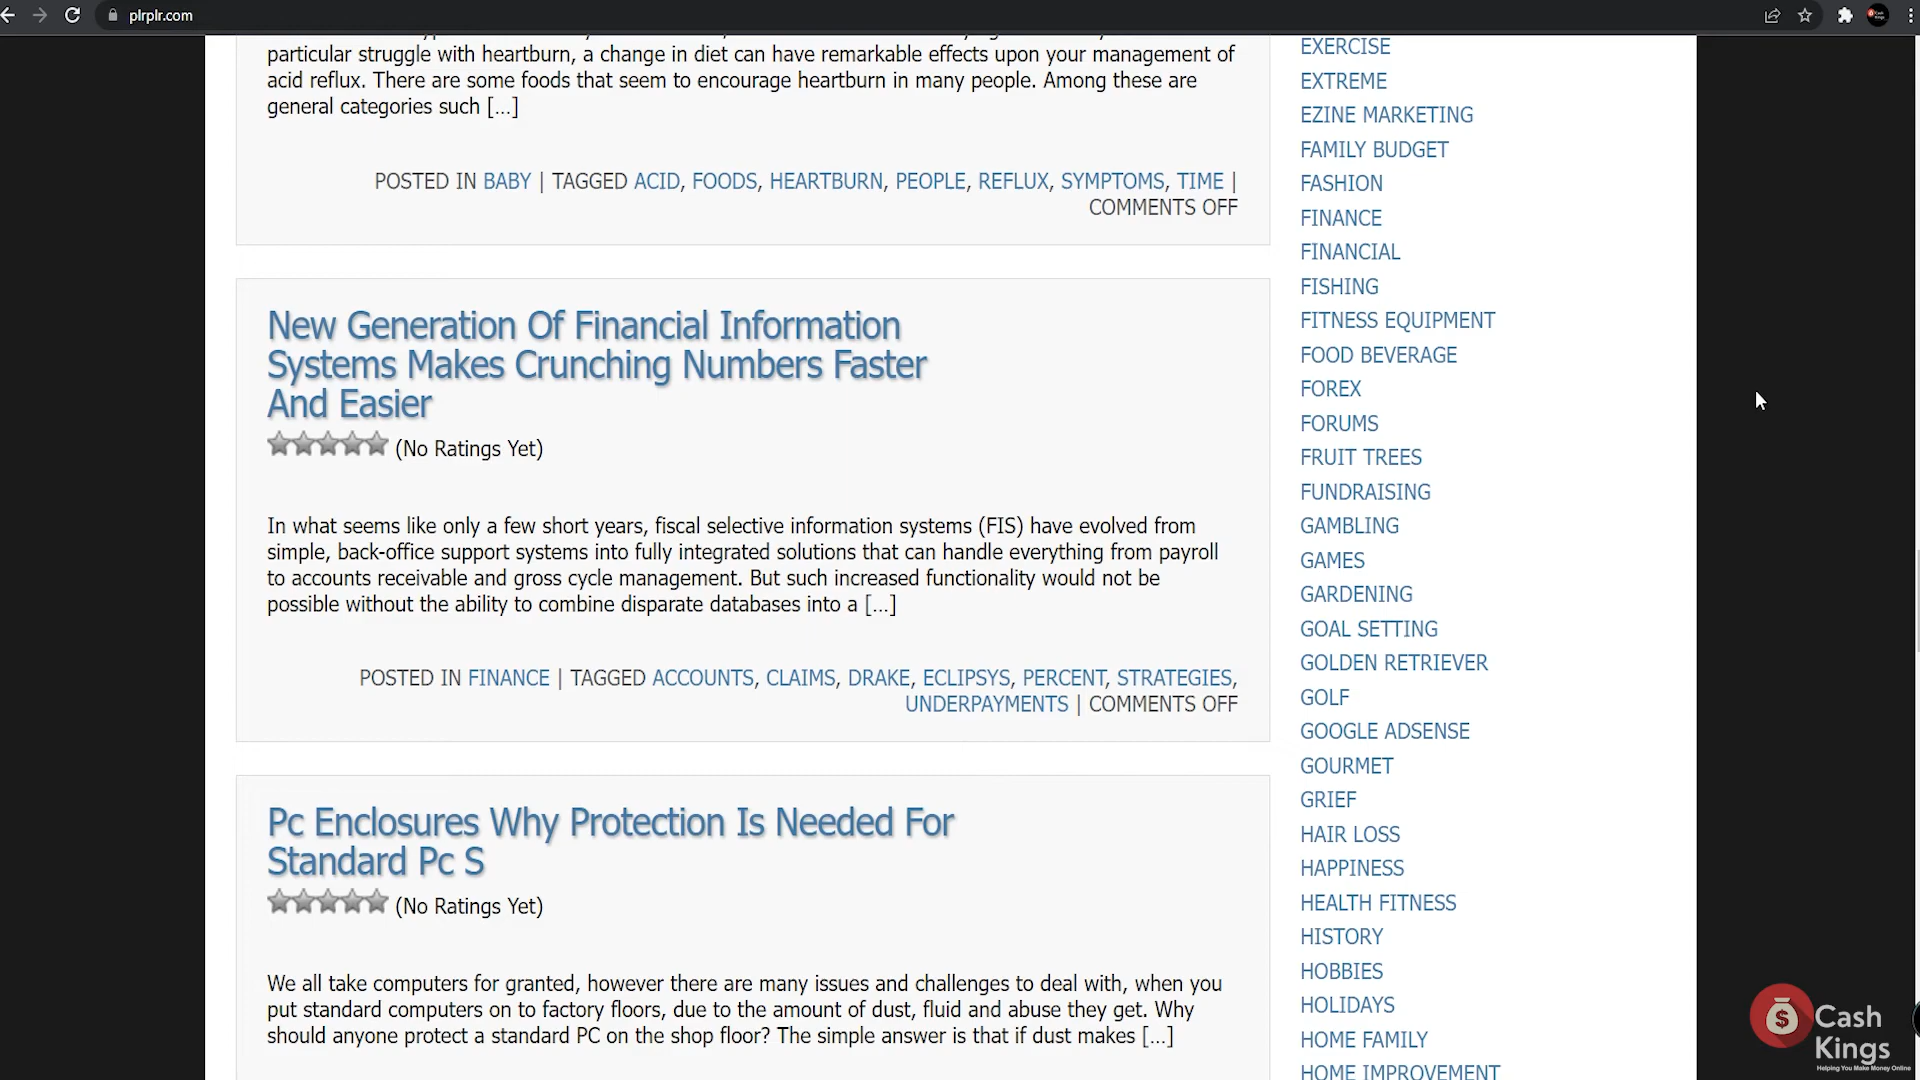 plrplr.com
particular struggle with heartburn, a change in diet can have remarkable effects upon your management of
acid reflux. There are some foods that seem to encourage heartburn in many people. Among these are
general categories such [...]
POSTED IN BABY | TAGGED ACID, FOODS, HEARTBURN, PEOPLE, REFLUX, SYMPTOMS, TIME |
COMMENTS OFF
New Generation Of Financial Information
Systems Makes Crunching Numbers Faster
And Easier
(No Ratings Yet)
In what seems like only a few short years, fiscal selective information systems (FIS) have evolved from
simple, back-office support systems into fully integrated solutions that can handle everything from payroll
to accounts receivable and gross cycle management. But such increased functionality would not be
possible without the ability to combine disparate databases into a [...]
POSTED IN FINANCE | TAGGED ACCOUNTS, CLAIMS, DRAKE, ECLIPSYS, PERCENT, STRATEGIES,
UNDERPAYMENTS | COMMENTS OFF
Pc Enclosures Why Protection Is Needed For
Standard Pc S
(No Ratings Yet)
We all take computers for granted, however there are many issues and challenges to deal with, when you
put standard computers on to factory floors, due to the amount of dust, fluid and abuse they get. Why
should anyone protect a standard PC on the shop floor? The simple answer is that if dust makes [...]
EXERCISE
EXTREME
EZINE MARKETING
FAMILY BUDGET
FASHION
FINANCE
FINANCIAL
FISHING
FITNESS EQUIPMENT
FOOD BEVERAGE
FOREX
FORUMS
FRUIT TREES
FUNDRAISING
GAMBLING
GAMES
GARDENING
GOAL SETTING
GOLDEN RETRIEVER
GOLF
GOOGLE ADSENSE
GOURMET
GRIEF
HAIR LOSS
HAPPINESS
HEALTH FITNESS
HISTORY
HOBBIES
HOLIDAYS
HOME FAMILY
HOME IMPROVEMENT
$
Cash
Kings
Helping You Make Money Online